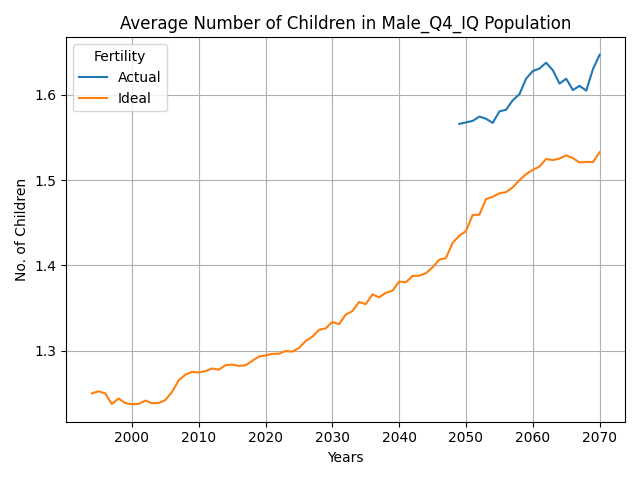 Average Number of Children in Male_Q4_IQ Population
Fertility
Actual
Ideal
No. of Children
1.6
1.5
1.4
1.3
2000 2010 2020 2030 2040 2050 2060 2070
Years